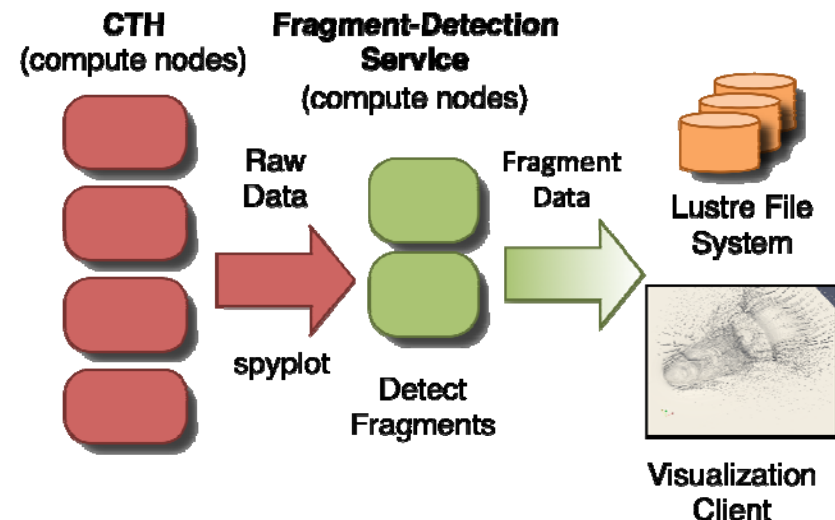 CTH
(compute nodes)
Fragment-Detection
Service
(compute nodes)
Raw
Data
spyplot
Detect
Fragments
Fragment
Data
Lustre File
System
Visualization
Client